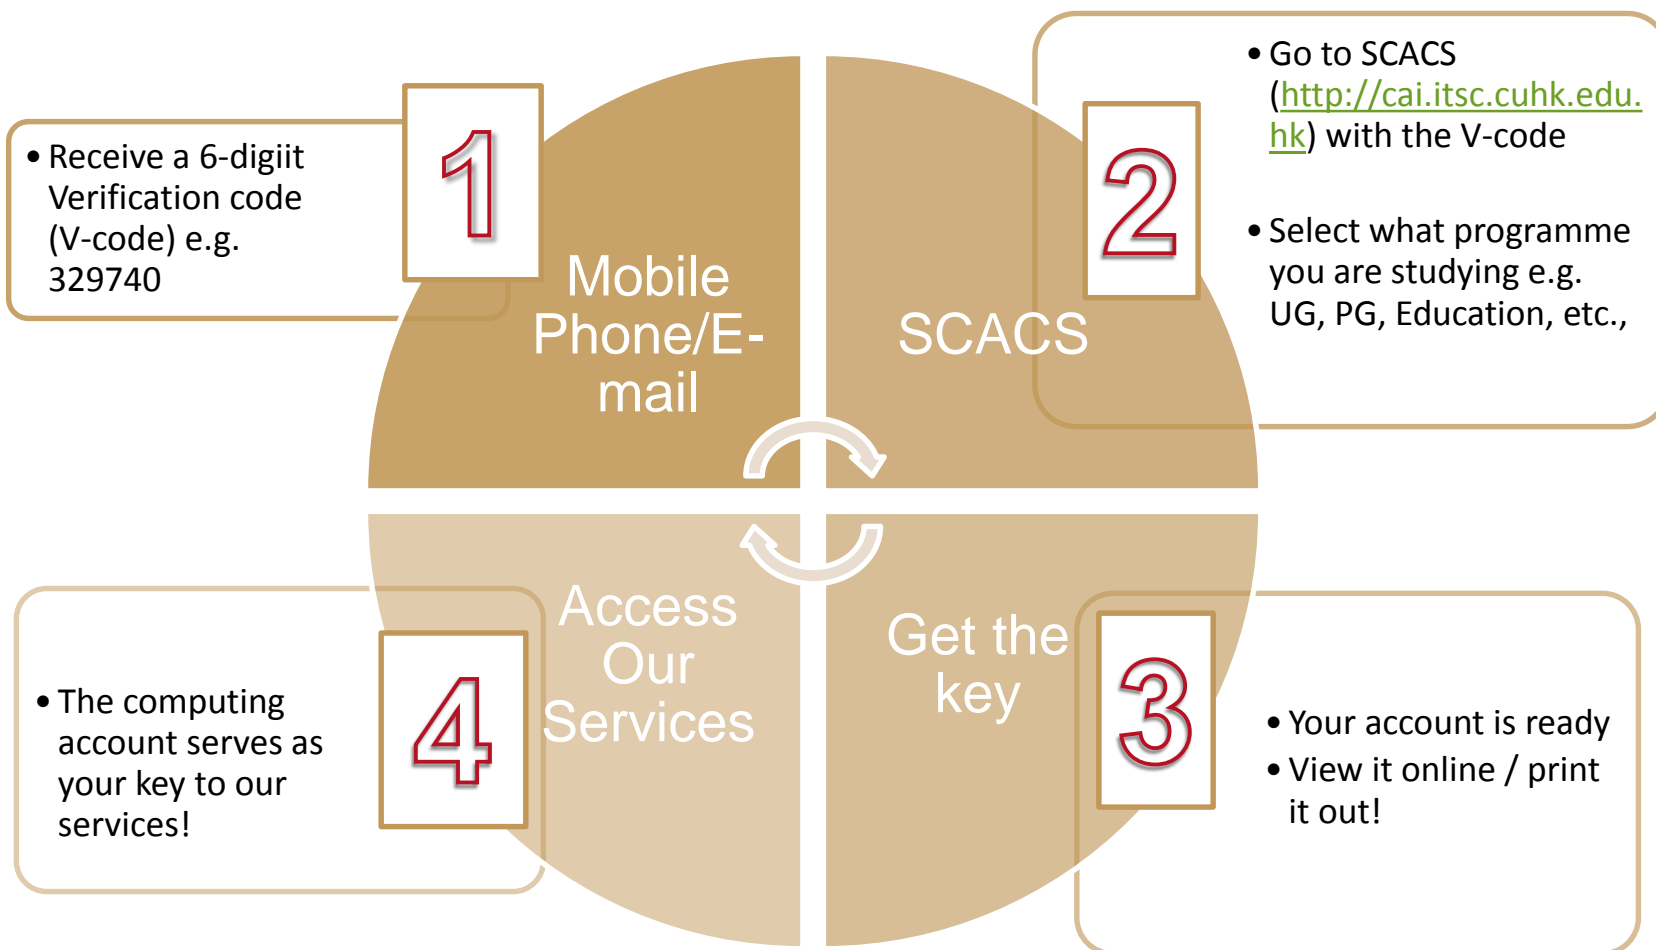 1
• Receive a 6-digiit
Verification code
(V-code) e.g.
329740
Mobile
Phone/E-
mail
2
• Go to SCACS
(http://cai.itsc.cuhk.edu.
hk) with the V-code
• Select what programme
you are studying e.g.
UG, PG, Education, etc.,
SCACS
3
Get the
key
• Your account is ready
• View it online / print
it out!
4
Access
Our
Services
• The computing
account serves as
your key to our
services!